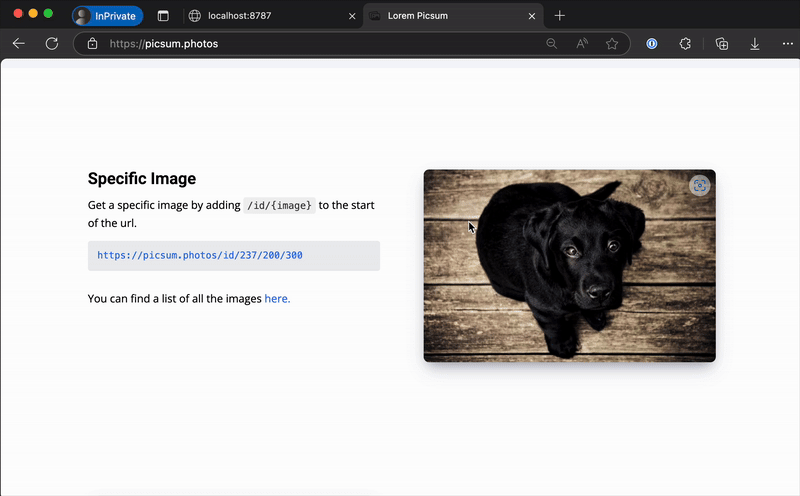 InPrivate
localhost:8787
Lorem Picsum
https://picsum.photos
Specific Image
Get a specific image by adding /id/{image} to the start
of the url.
https://picsum.photos/id/237/200/300
You can find a list of all the images here.